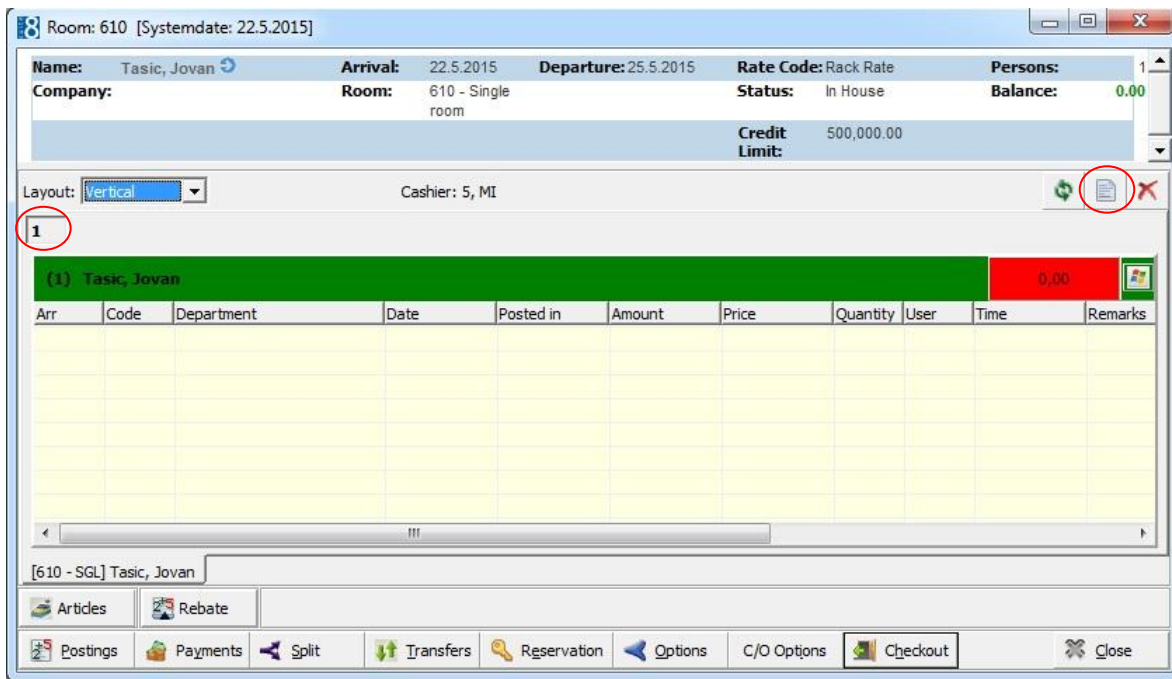 Room: 610 [Systemdate: 22.5.2015]
Name: Tasic, Jovan Arrival: 22.5.2015 Departure: 25.5.2015 Rate Code: Rack Rate Persons: 1
Company: Room: 610 - Single room Status: In House Balance: 0.00
Credit Limit: 500,000.00
Layout: Vertical Cashier: 5, MI
1
(1) Tasic, Jovan 0,00
Arr Code Department Date Posted in Amount Price Quantity User Time Remarks
[610 - SGL] Tasic, Jovan
Articles Rebate
Postings Payments Split Transfers Reservation Options C/O Options Checkout Close